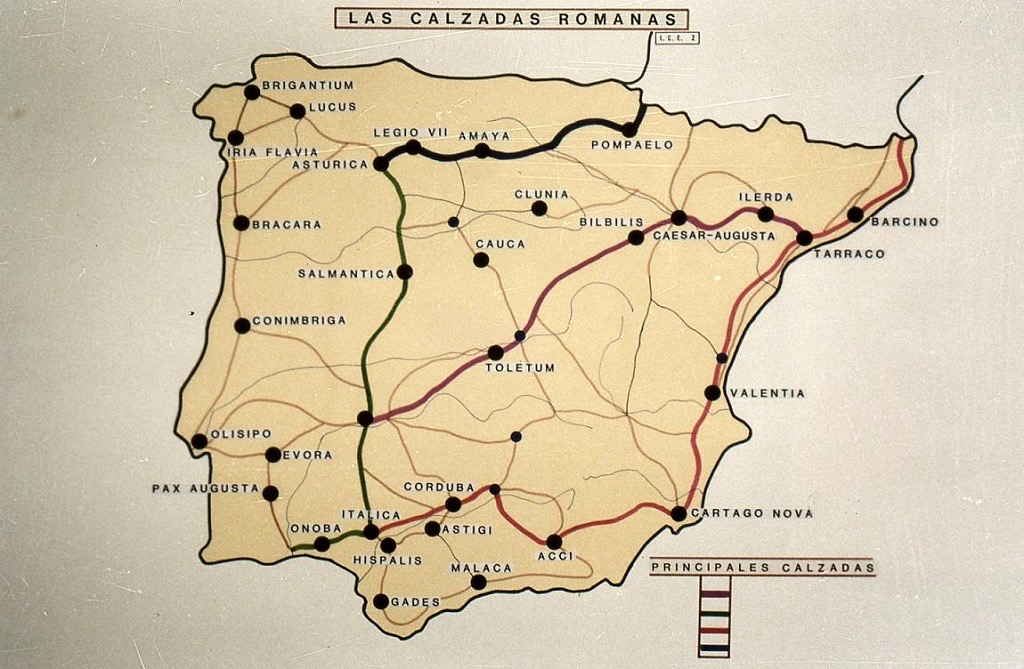 LAS CALZADAS ROMANAS
I.C.E. 2
BRIGANTIUM
LUCUS
LEGIO VII
AMAYA
POMPAELO
IRIA FLAVIA
ASTURICA
CLUNIA
ILERDA
BRACARA
BILBILIS
CAESAR-AUGUSTA
BARCINO
CAUCA
TARRACO
SALMANTICA
CONIMBRIGA
TOLETUM
VALENTIA
OLISIPO
EVORA
PAX AUGUSTA
CORDUBA
ITALICA
CARTAGO NOVA
ONOBA
ASTIGI
HISPALIS
ACCI
MALACA
PRINCIPALES CALZADAS
GADES